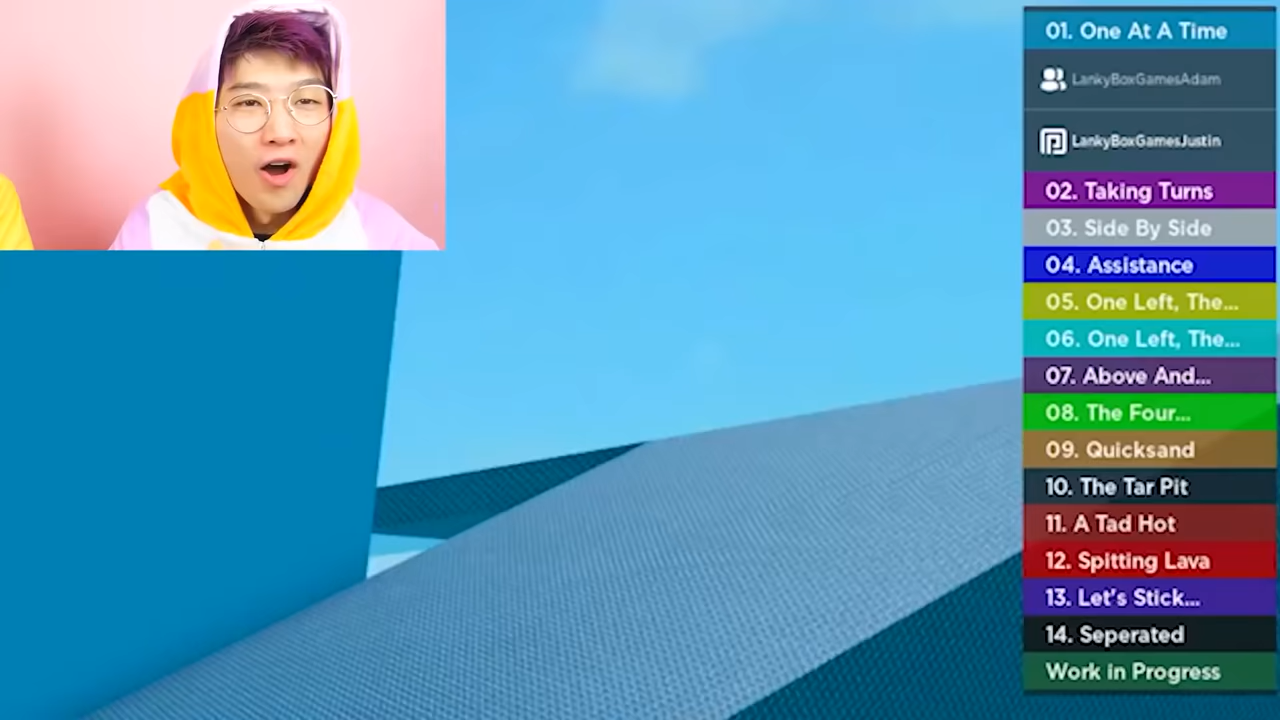 01. One At A Time
LankyBoxGamesAdam
LankyBoxGamesJustin
02. Taking Turns
03. Side By Side
04. Assistance
05. One Left, The...
06. One Left, The...
07. Above And...
08. The Four...
09. Quicksand
10. The Tar Pit
11. A Tad Hot
12. Spitting Lava
13. Let's Stick...
14. Seperated
Work in Progress